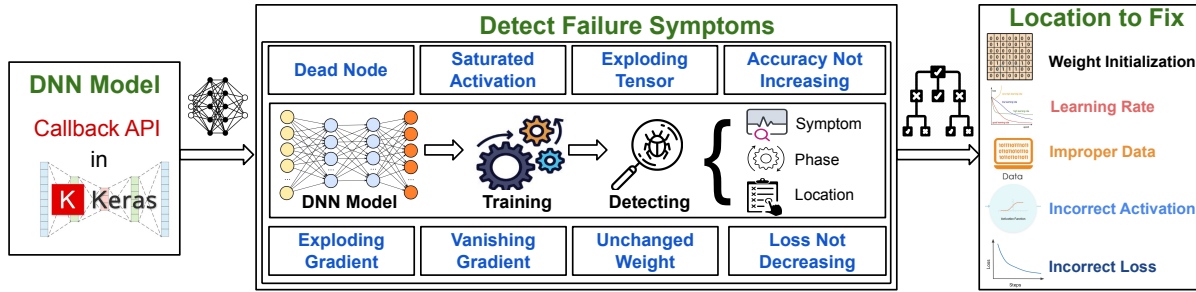 DNN Model
Callback API
in
K Keras
Detect Failure Symptoms
Dead Node
Saturated
Activation
Exploding
Tensor
Accuracy Not
Increasing
DNN Model
Training
Detecting
Symptom
Phase
Location
Exploding
Gradient
Vanishing
Gradient
Unchanged
Weight
Loss Not
Decreasing
Location to Fix
Weight Initialization
Learning Rate
Improper Data
Data
Incorrect Activation
Incorrect Loss
Loss
Steps